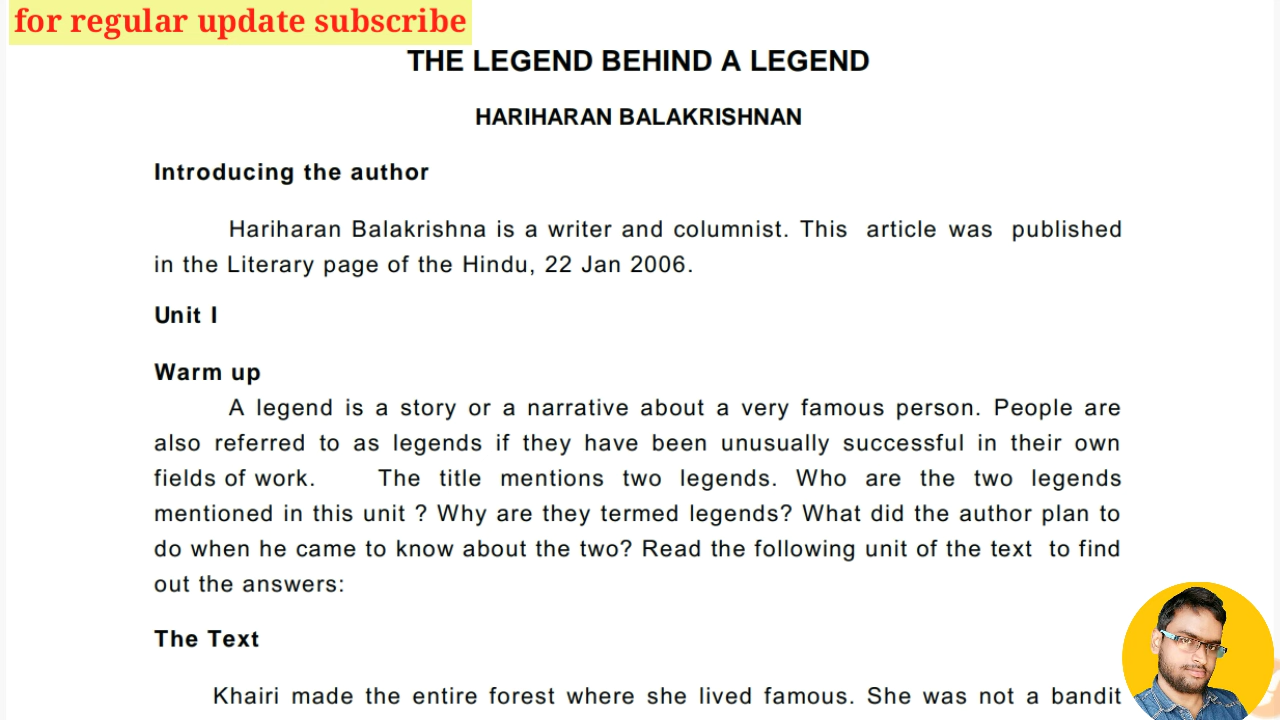 for regular update subscribe
THE LEGEND BEHIND A LEGEND
HARIHARAN BALAKRISHNAN
Introducing the author
Hariharan Balakrishna is a writer and columnist. This article was published
in the Literary page of the Hindu, 22 Jan 2006.
Unit I
Warm up
A legend is a story or a narrative about a very famous person. People are
also referred to as legends if they have been unusually successful in their own
fields of work. The title mentions two legends. Who are the two legends
mentioned in this unit ? Why are they termed legends? What did the author plan to
do when he came to know about the two? Read the following unit of the text to find
out the answers:
The Text
Khairi made the entire forest where she lived famous. She was not a bandit